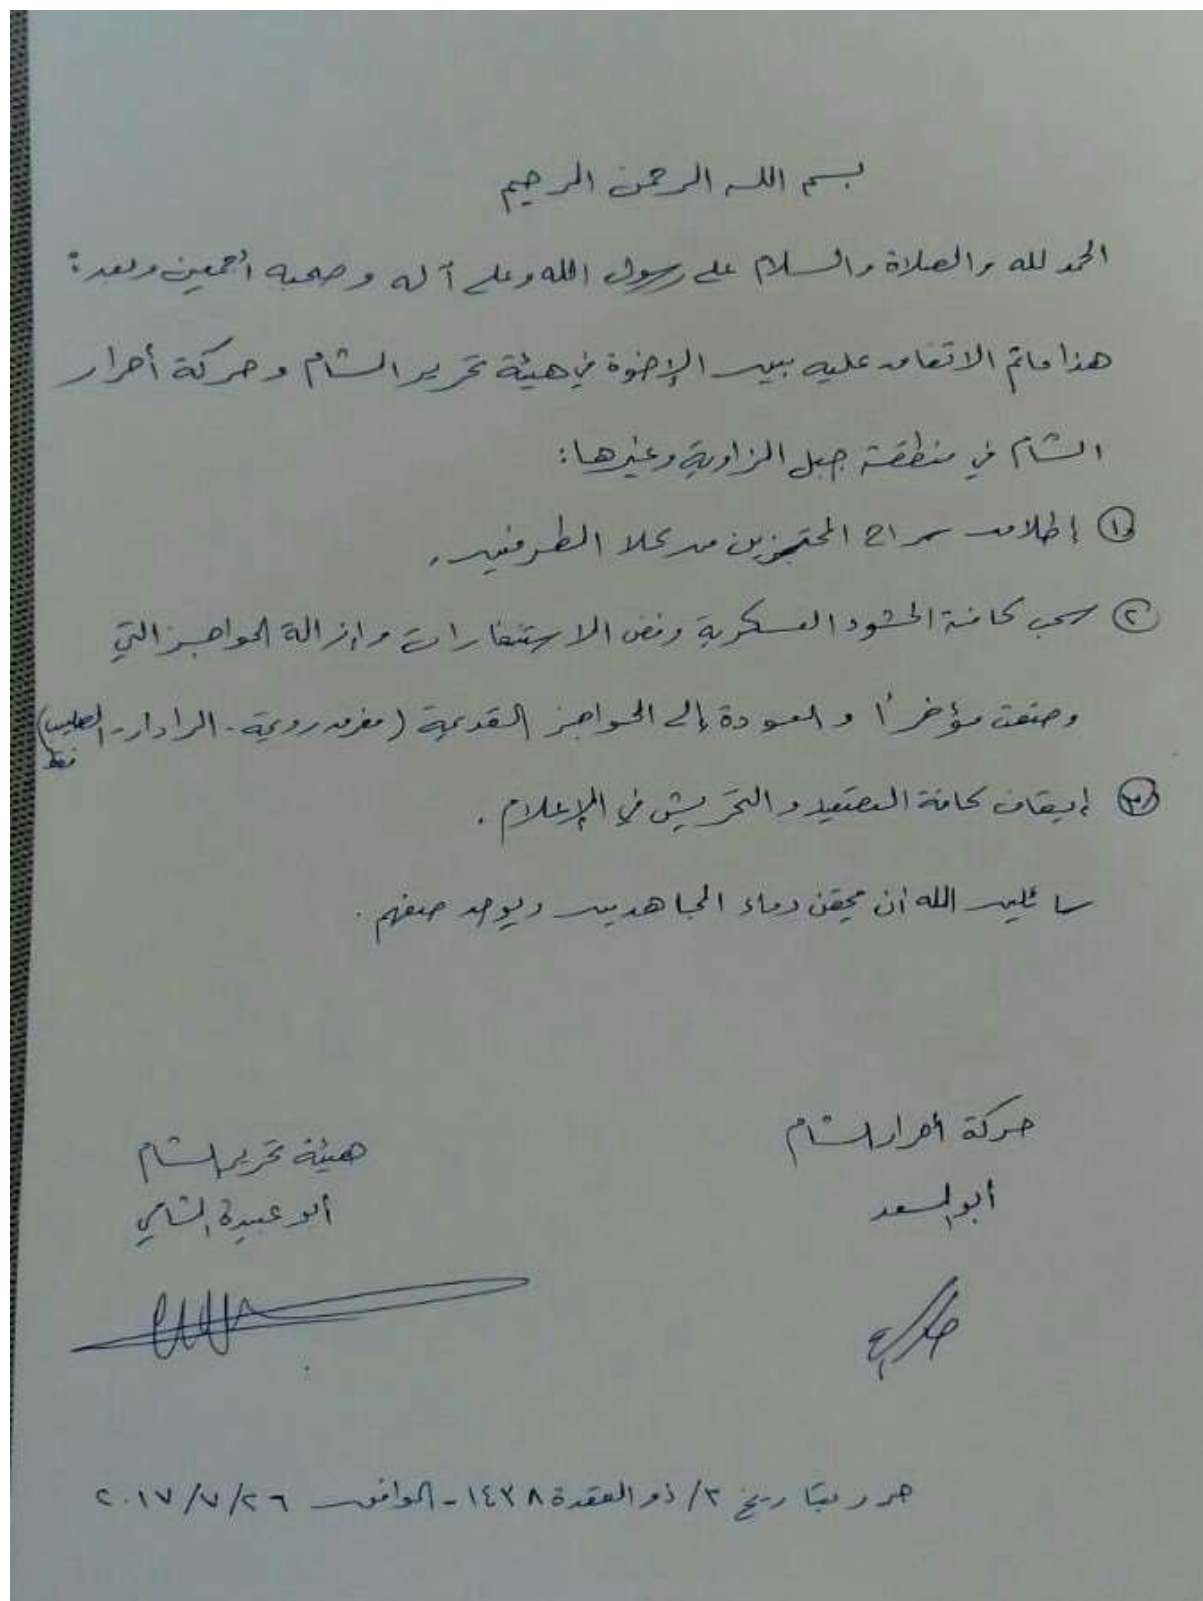 بسم الله الرحمن الرحيم
الحمد لله والصلاة والسلام على رسول الله وعلى آله وصحبه أجمعين وبعد:
هذا ما تم الاتفاق عليه بين الإخوة في هيئة تحرير الشام وحركة أحرار
الشام في منطقة جبل الزاوية وغيرها:
١ إطلاق سراح المحتجزين من كلا الطرفين.
٢ سحب كافة الحشود العسكرية وفض الاستنفارات وإزالة الحواجز التي
وضعت مؤخراً والعودة إلى الحواجز القديمة (مفرق رويحة - الرادار -
فقط
٣ إيقاف كافة التصعيد والتحريش في الإعلام.
سائلين الله أن يحقن دماء المجاهدين ويوحد صفهم.
حركة أحرار الشام
أبو المسعد
هيئة تحرير الشام
أبو عبيدة الشامي
حرر بتاريخ ٣/ ذو القعدة ١٤٣٨ - الموافق ٢٠١٧/٧/٢٦